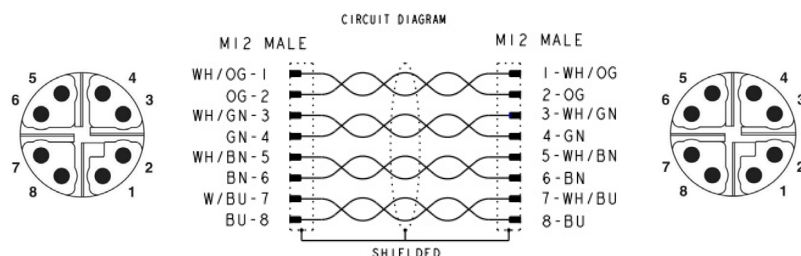 CIRCUIT DIAGRAM
M12 MALE
M12 MALE
WH/OG-1
1-WH/OG
OG-2
2-OG
WH/GN-3
3-WH/GN
GN-4
4-GN
WH/BN-5
5-WH/BN
BN-6
6-BN
W/BU-7
7-WH/BU
BU-8
8-BU
SHIELDED
5 4
6 3
7 2
8 1
5 4
6 3
7 2
8 1